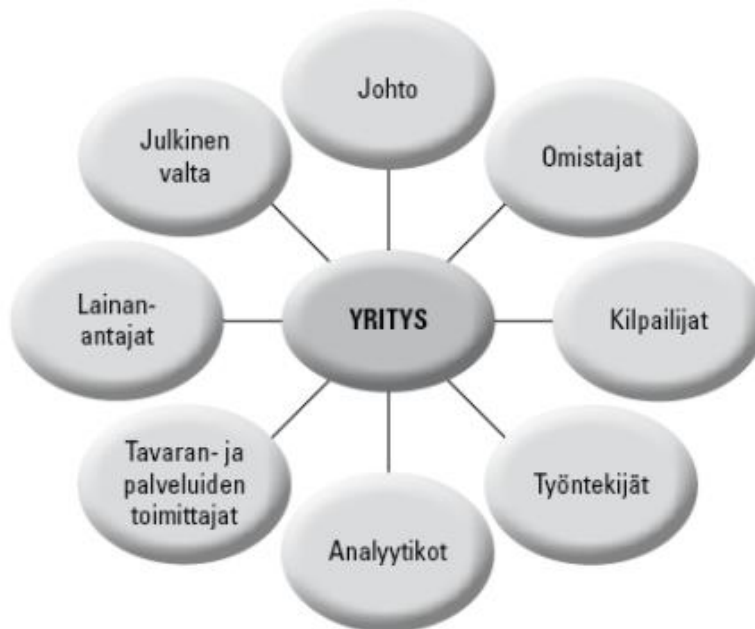 Johto
Julkinen
valta
Omistajat
Lainan-
antajat
YRITYS
Kilpailijat
Tavaran- ja
palveluiden
toimittajat
Työntekijät
Analyytikot